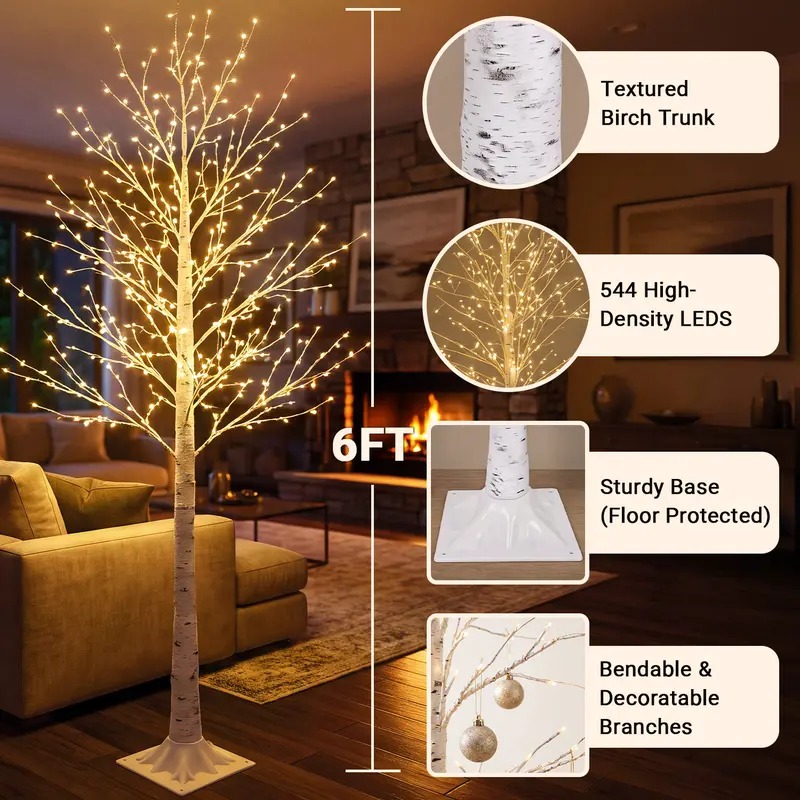 Textured
Birch Trunk
544 High-
Density LEDS
6FT
Sturdy Base
(Floor Protected)
Bendable &
Decoratable
Branches